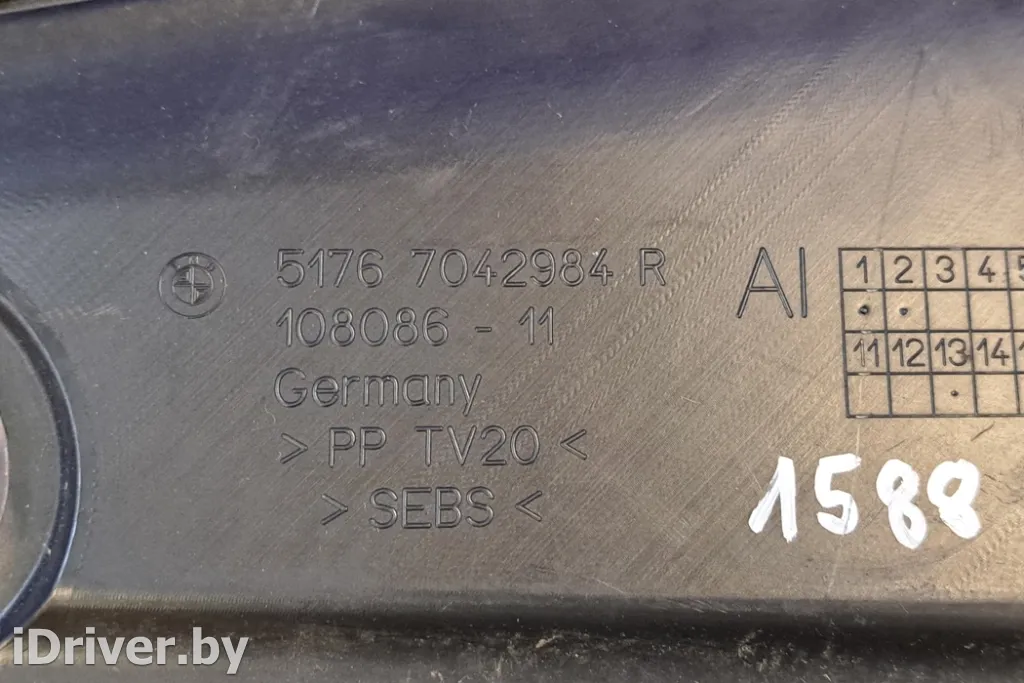 5176 7042984 R
108086 - 11
Germany
> PP TV20 <
> SEBS <
AI
1 2 3 4 5
11 12 13 14
1588
iDriver.by